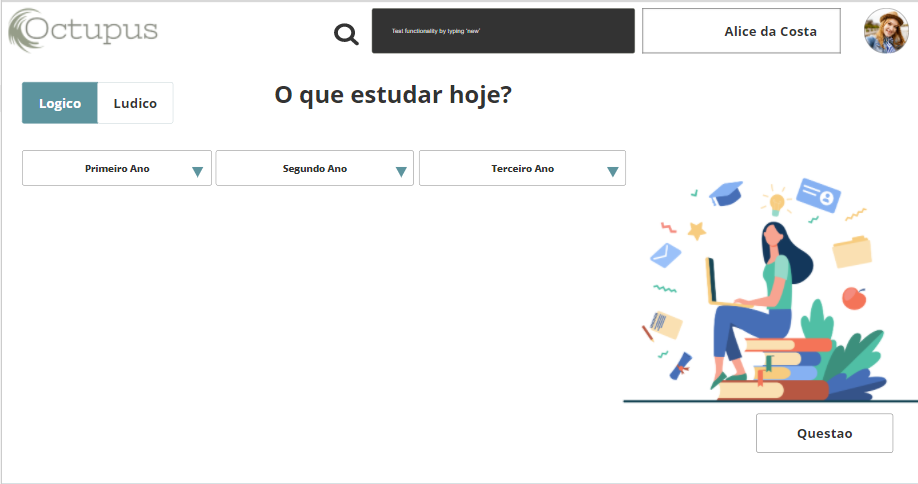 Octupus
Text functionality by typing 'new'
Alice da Costa
Logico
Ludico
O que estudar hoje?
Primeiro Ano
Segundo Ano
Terceiro Ano
Questao